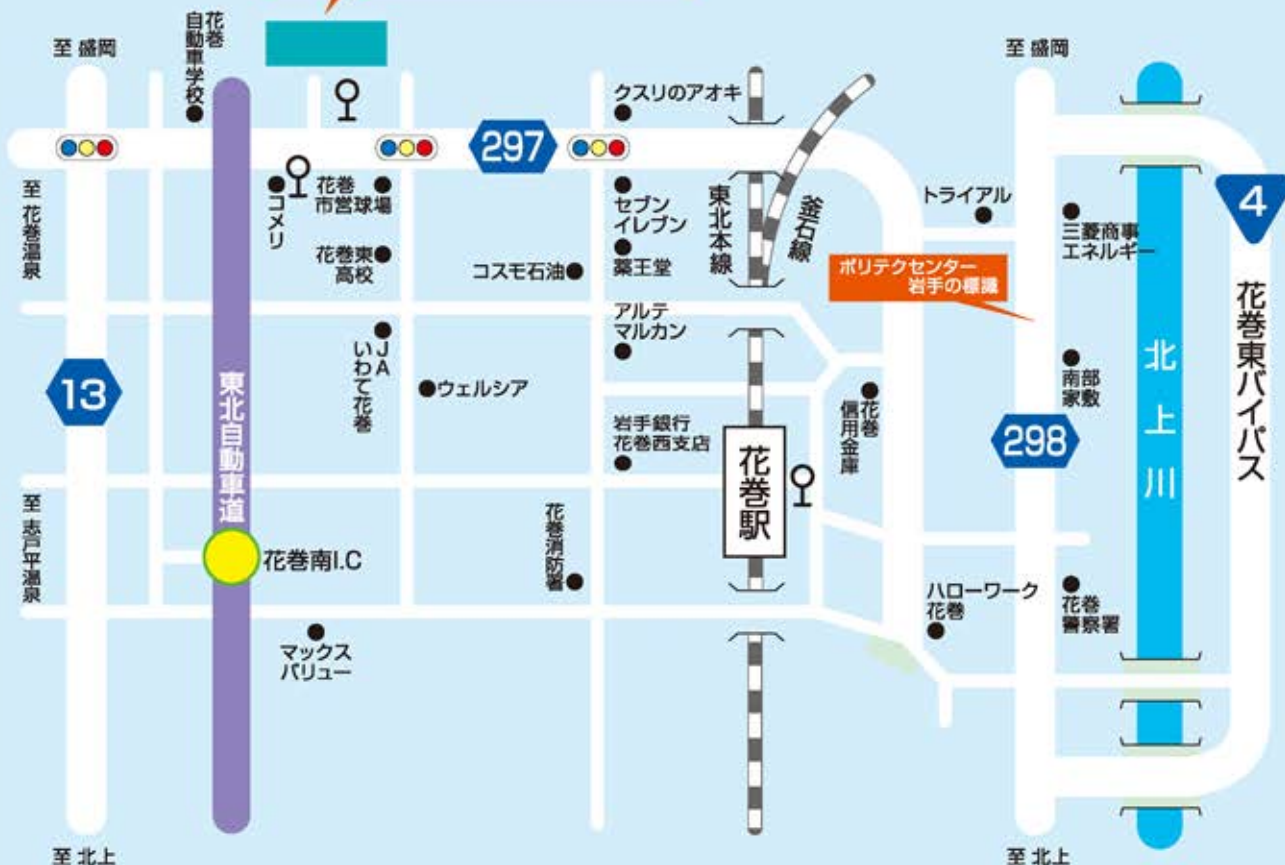 至 盛岡
花巻
自動車学校
クスリのアオキ
至 盛岡
297
4
至 花巻温泉
コメリ
花巻
市営球場
セブン
イレブン
東北本線
釜石線
トライアル
三菱商事
エネルギー
花巻東
高校
コスモ石油
薬王堂
ポリテクセンター
岩手の標識
花巻東バイパス
アルテ
マルカン
JA
いわて花巻
13
ウェルシア
東北自動車道
花巻
信用金庫
南部
家敷
北上川
岩手銀行
花巻西支店
298
花巻駅
至 志戸平温泉
花巻南I.C
花巻消防署
ハローワーク
花巻
花巻
警察署
マックス
バリュー
至 北上
至 北上